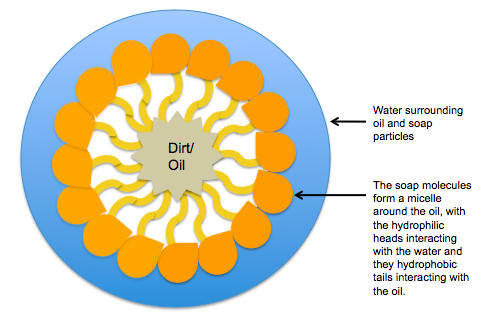 Dirt/
Oil
Water surrounding
oil and soap
particles
The soap molecules
form a micelle
around the oil, with
the hydrophilic
heads interacting
with the water and
they hydrophobic
tails interacting with
the oil.